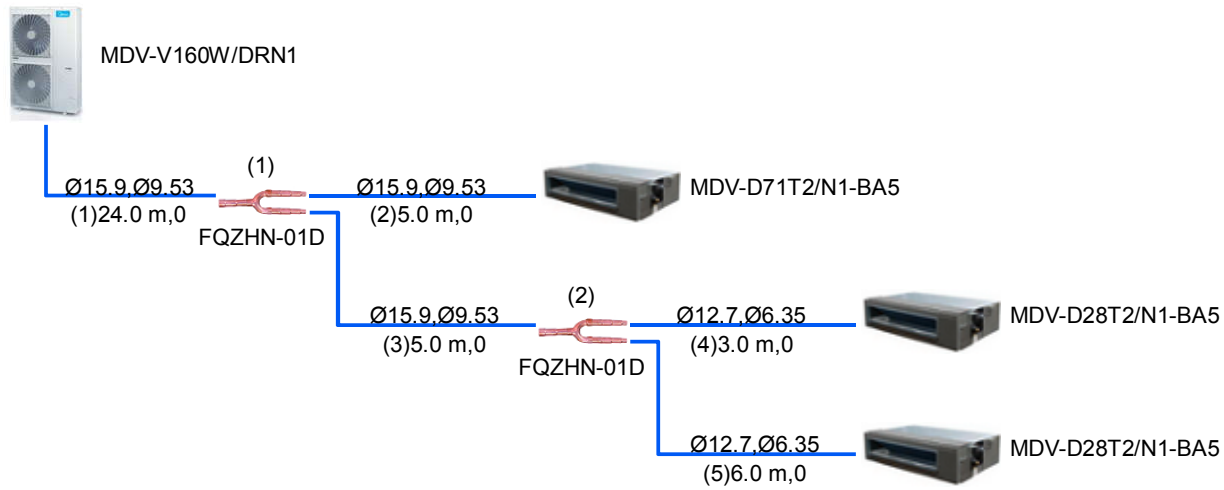 MDV-V160W/DRN1
(1)
Ø15.9,Ø9.53
(1)24.0 m,0
FQZHN-01D
Ø15.9,Ø9.53
(2)5.0 m,0
MDV-D71T2/N1-BA5
Ø15.9,Ø9.53
(3)5.0 m,0
(2)
FQZHN-01D
Ø12.7,Ø6.35
(4)3.0 m,0
MDV-D28T2/N1-BA5
Ø12.7,Ø6.35
(5)6.0 m,0
MDV-D28T2/N1-BA5